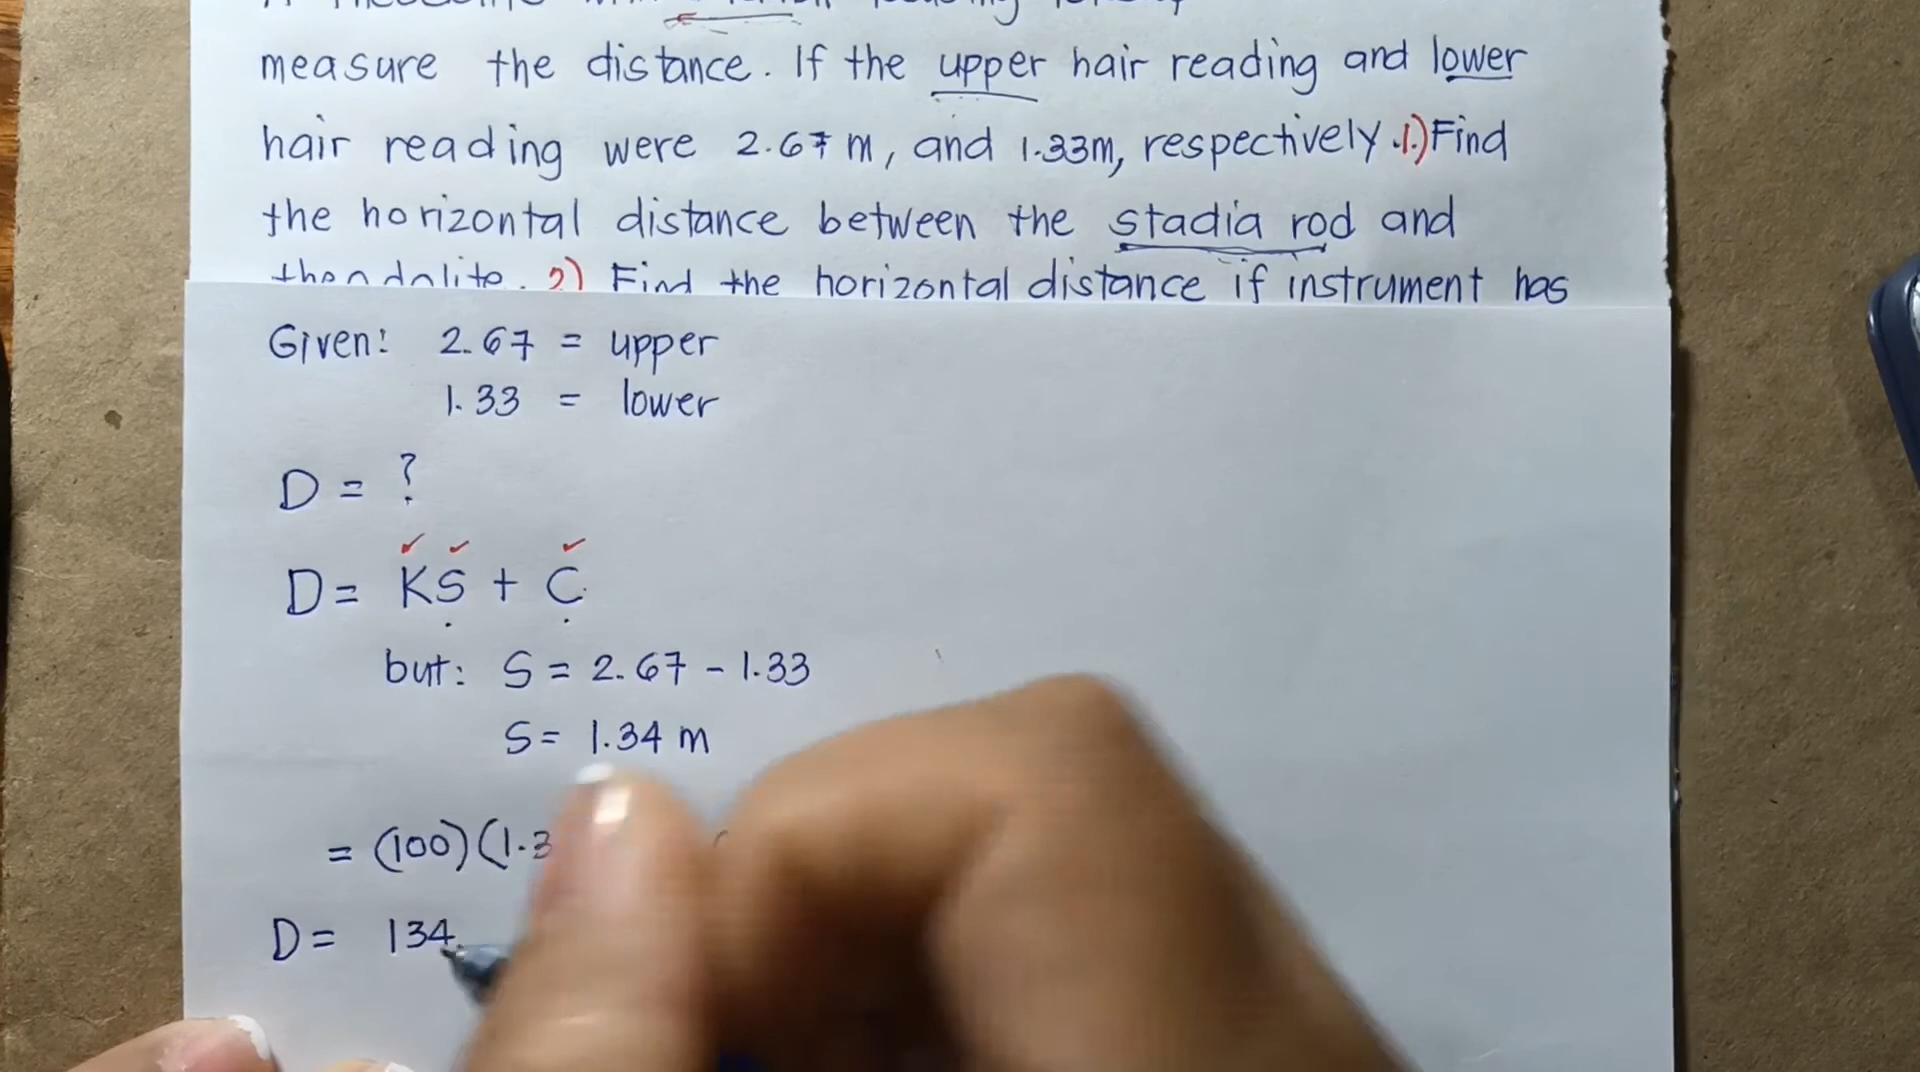 measure the distance. If the upper hair reading and lower
hair reading were 2.67 m, and 1.33m, respectively. 1.) Find
the horizontal distance between the stadia rod and
theodolite. 2) Find the horizontal distance if instrument has
Given: 2.67 = upper
1.33 = lower
D = ?
D = KS + C
but: S = 2.67 - 1.33
S = 1.34 m
= (100)(1.3
D = 134.